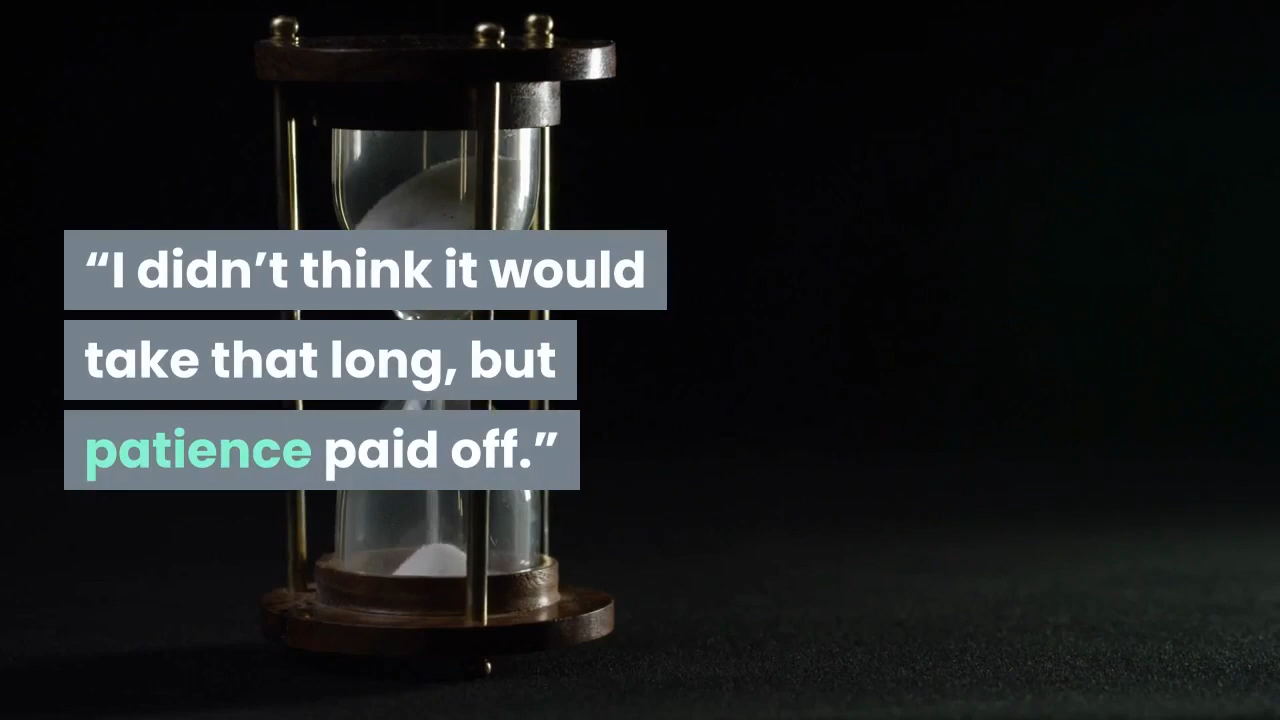 “I didn’t think it would
take that long, but
patience paid off.”